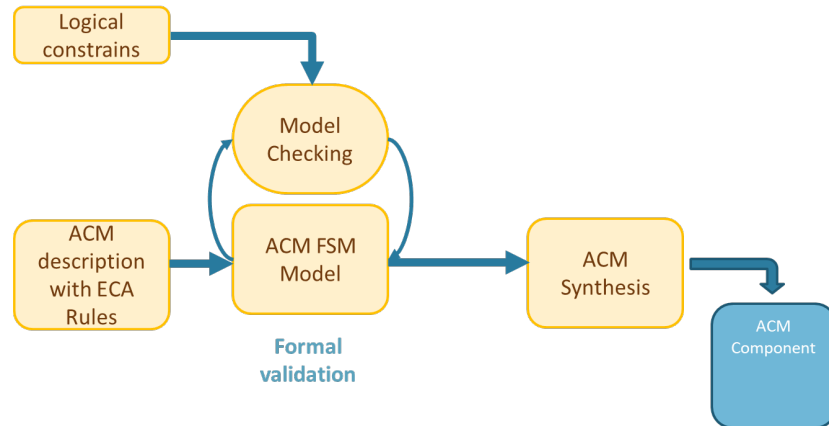 Logical
constrains
Model
Checking
ACM
description
with ECA
Rules
ACM FSM
Model
ACM
Synthesis
ACM
Component
Formal
validation